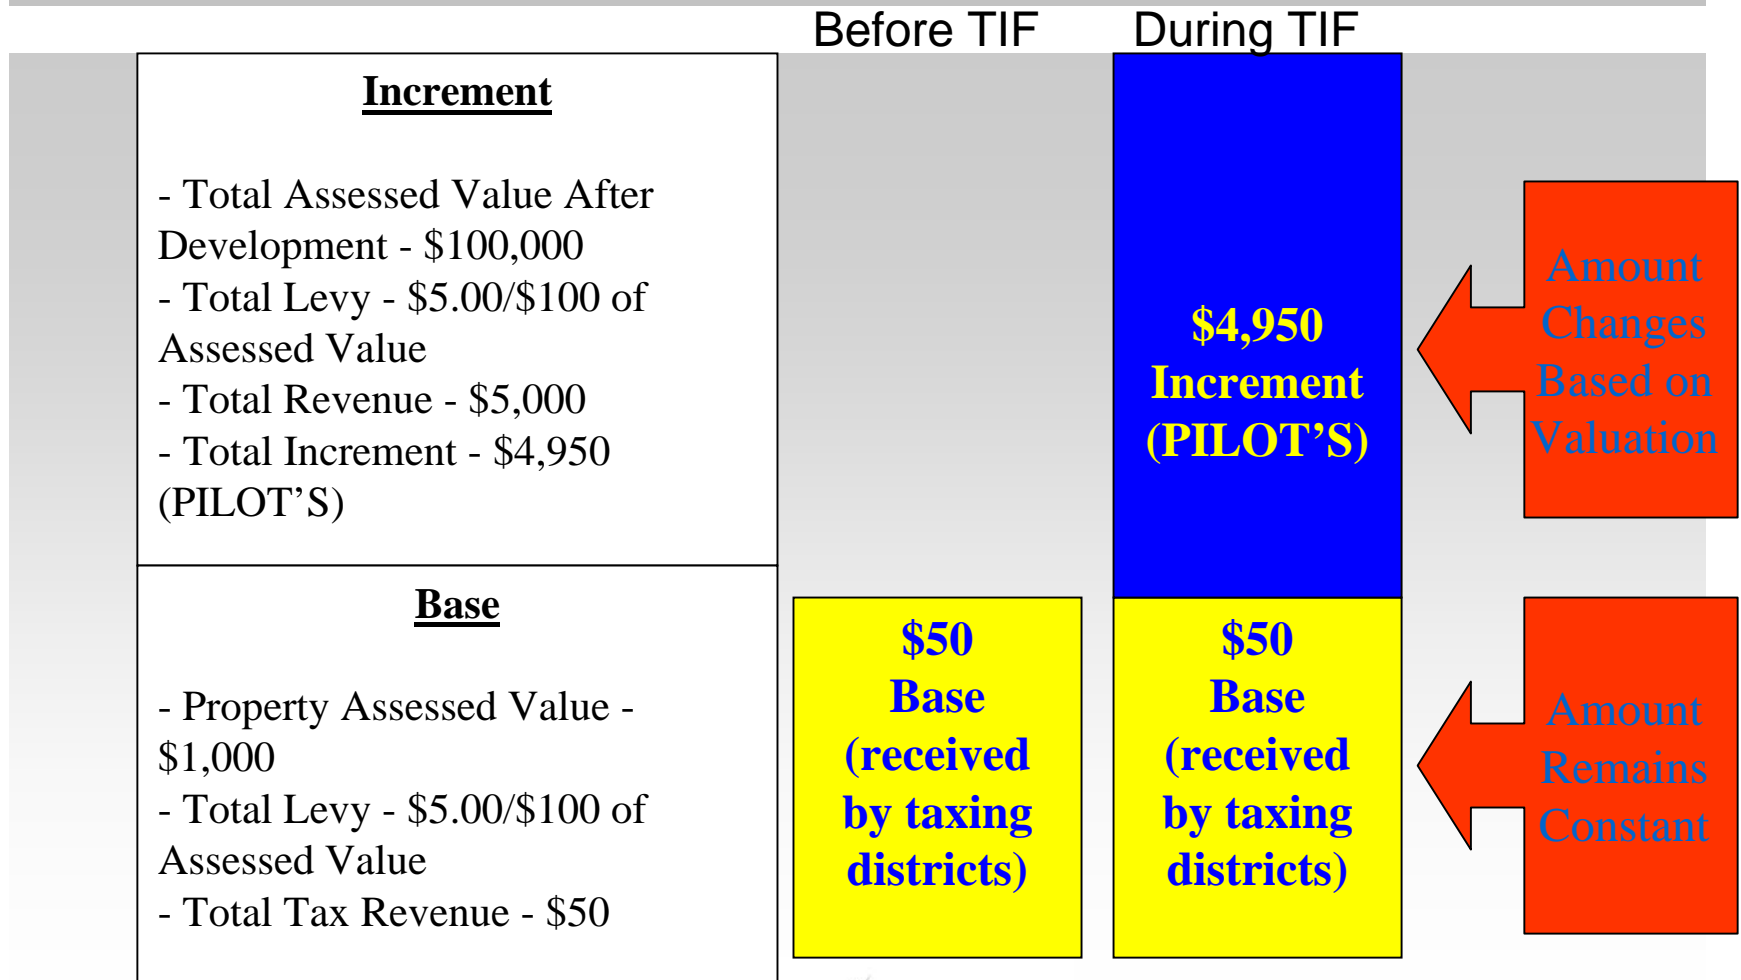 Before TIF
During TIF
Increment
- Total Assessed Value After
Development - $100,000
- Total Levy - $5.00/$100 of
Assessed Value
- Total Revenue - $5,000
- Total Increment - $4,950
(PILOT’S)
$4,950
Increment
(PILOT’S)
Amount
Changes
Based on
Valuation
Base
- Property Assessed Value -
$1,000
- Total Levy - $5.00/$100 of
Assessed Value
- Total Tax Revenue - $50
$50
Base
(received
by taxing
districts)
$50
Base
(received
by taxing
districts)
Amount
Remains
Constant